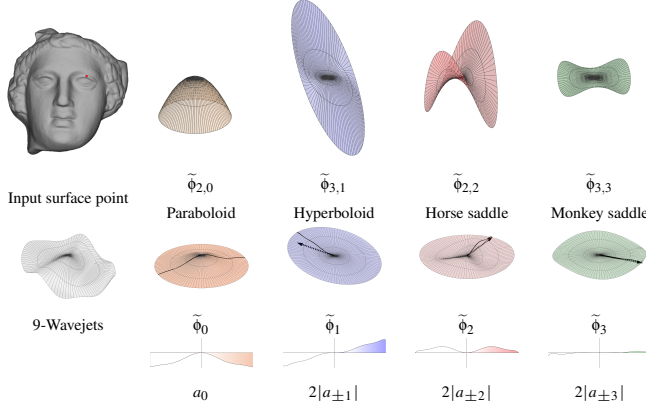 Input surface point
ϕ̃₂,₀ ϕ̃₃,₁ ϕ̃₂,₂ ϕ̃₃,₃
Paraboloid Hyperboloid Horse saddle Monkey saddle
9-Wavejets
ϕ̃₀ ϕ̃₁ ϕ̃₂ ϕ̃₃
a₀ 2|a±₁| 2|a±₂| 2|a±₃|